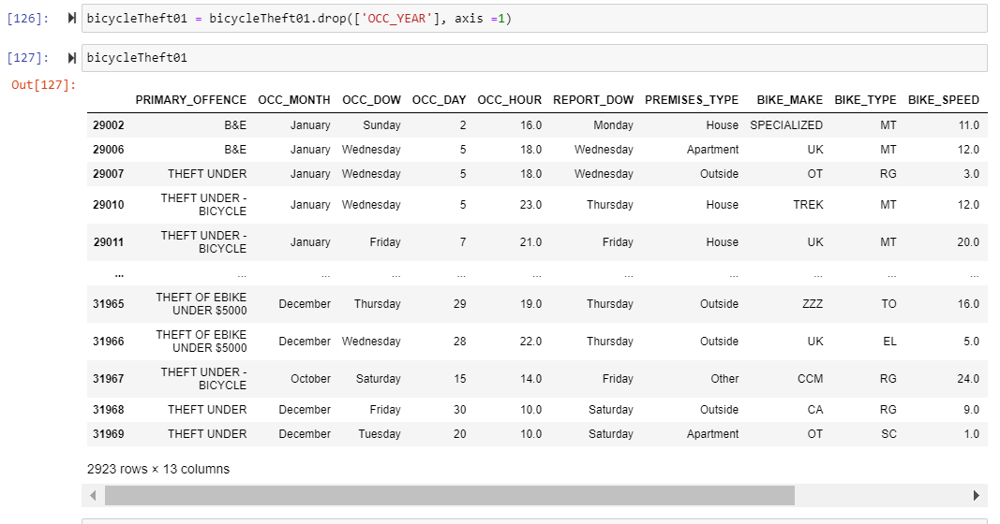 [126]: bicycleTheft01 = bicycleTheft01.drop(['OCC_YEAR'], axis =1)
[127]: bicycleTheft01
Out[127]:
PRIMARY_OFFENCE OCC_MONTH OCC_DOW OCC_DAY OCC_HOUR REPORT_DOW PREMISES_TYPE BIKE_MAKE BIKE_TYPE BIKE_SPEED
29002 B&E January Sunday 2 16.0 Monday House SPECIALIZED MT 11.0
29006 B&E January Wednesday 5 18.0 Wednesday Apartment UK MT 12.0
29007 THEFT UNDER January Wednesday 5 18.0 Wednesday Outside OT RG 3.0
29010 THEFT UNDER - BICYCLE January Wednesday 5 23.0 Thursday House TREK MT 12.0
29011 THEFT UNDER - BICYCLE January Friday 7 21.0 Friday House UK MT 20.0
... ... ... ... ... ... ... ... ... ... ...
31965 THEFT OF EBIKE UNDER $5000 December Thursday 29 19.0 Thursday Outside ZZZ TO 16.0
31966 THEFT OF EBIKE UNDER $5000 December Wednesday 28 22.0 Thursday Outside UK EL 5.0
31967 THEFT UNDER - BICYCLE October Saturday 15 14.0 Friday Other CCM RG 24.0
31968 THEFT UNDER December Friday 30 10.0 Saturday Outside CA RG 9.0
31969 THEFT UNDER December Tuesday 20 10.0 Saturday Apartment OT SC 1.0
2923 rows × 13 columns